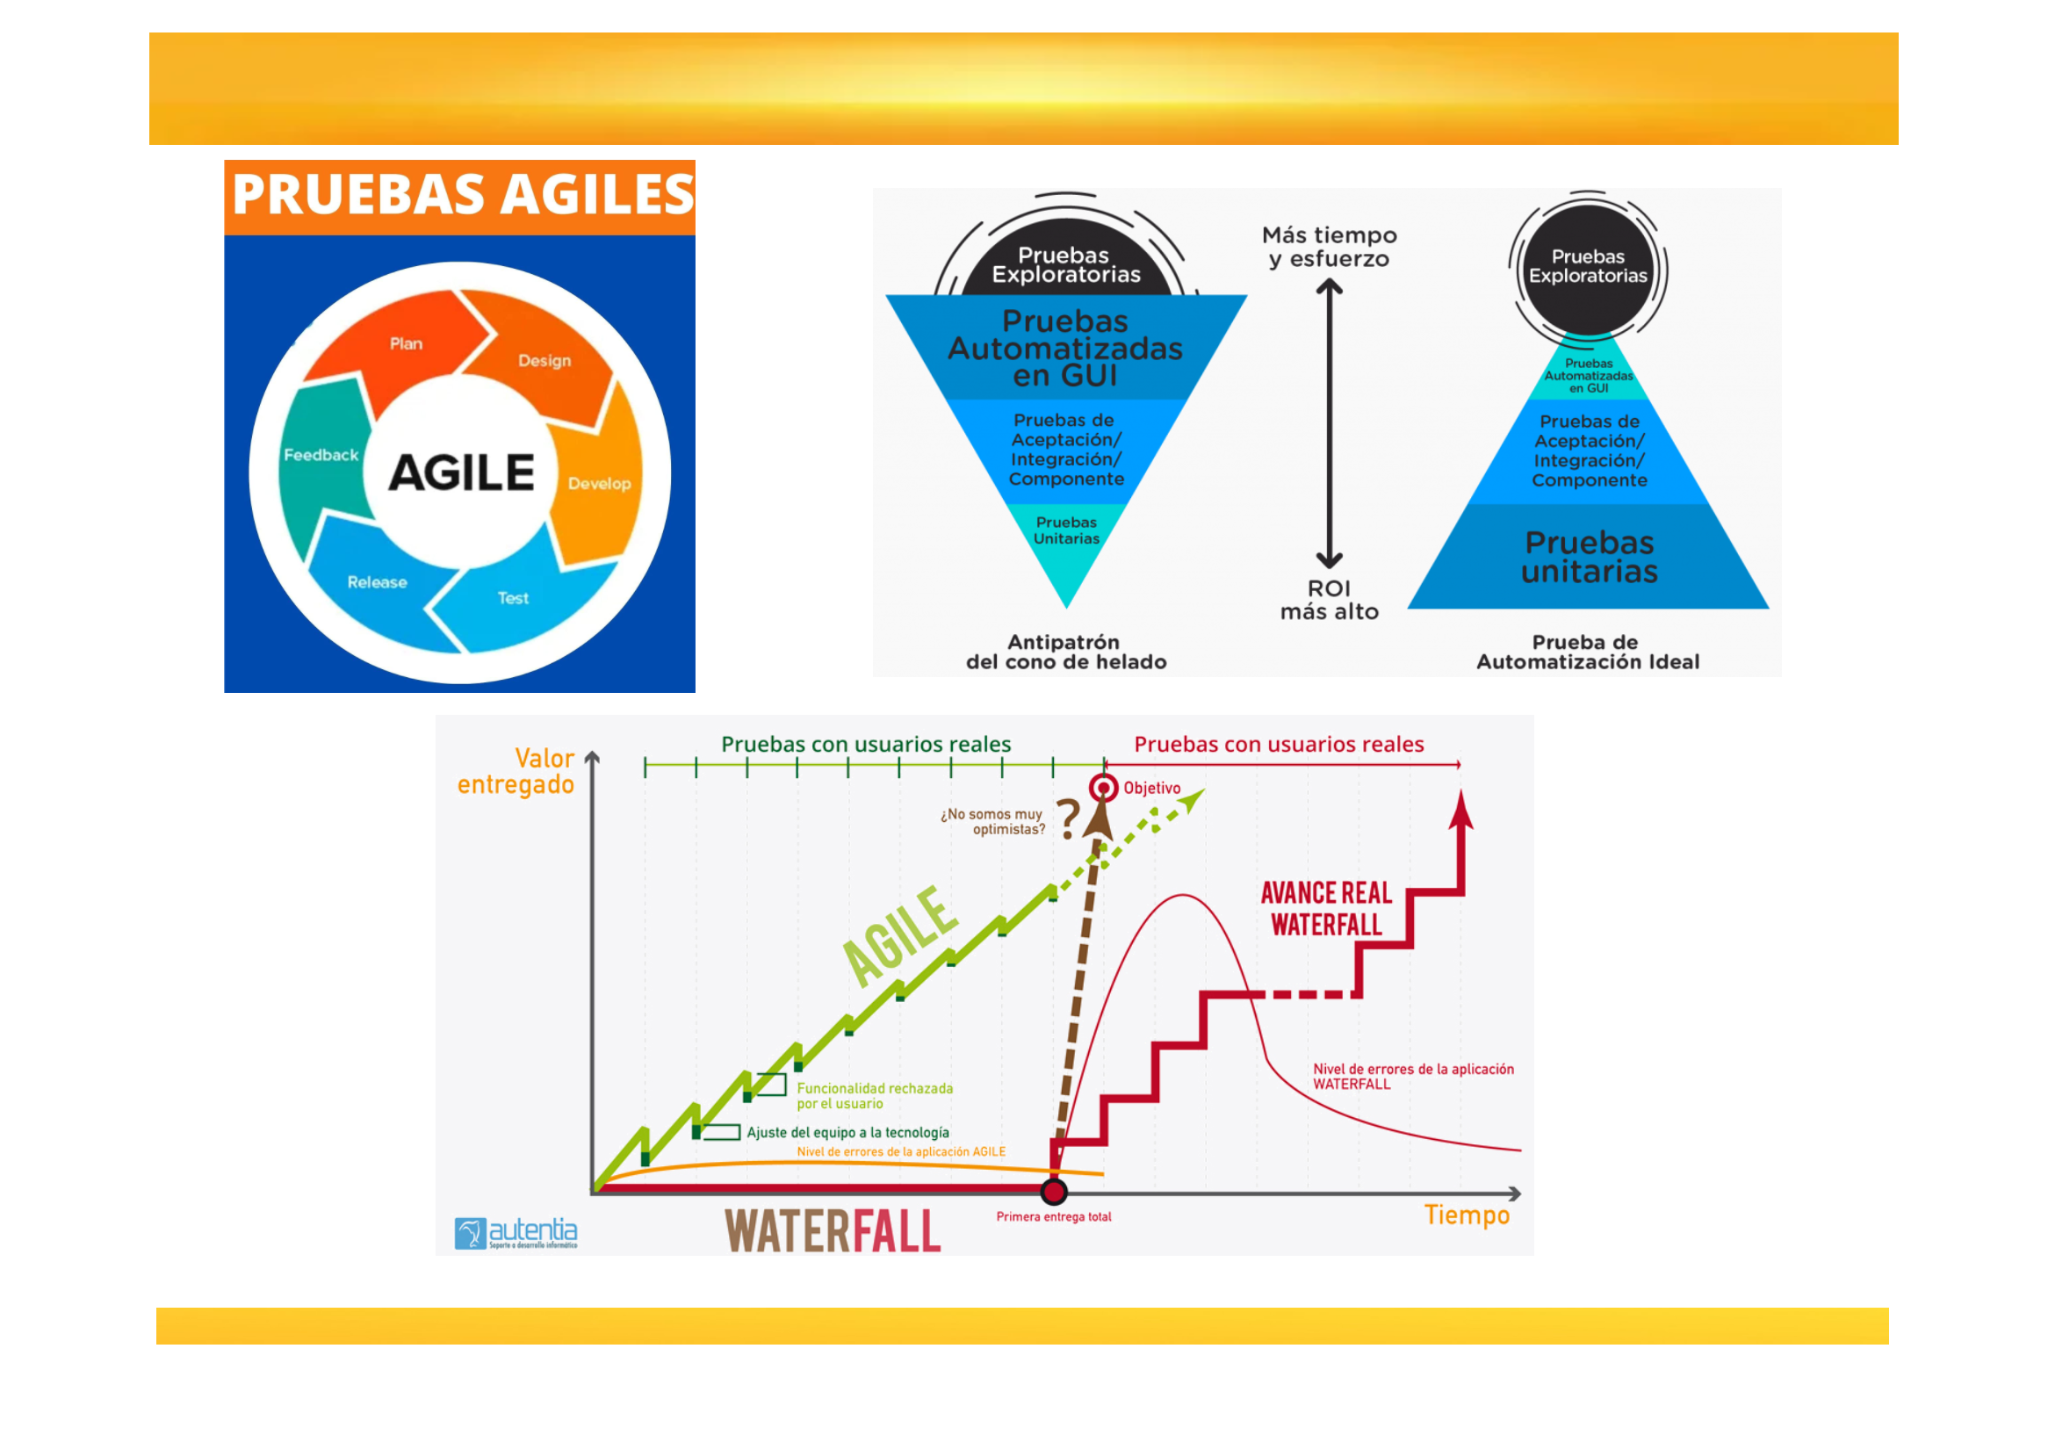 PRUEBAS AGILES
Plan
Design
Develop
Test
Release
Feedback
AGILE
Pruebas
Exploratorias
Pruebas
Automatizadas
en GUI
Pruebas de
Aceptación/
Integración/
Componente
Pruebas
Unitarias
Antipatrón
del cono de helado
Más tiempo
y esfuerzo
ROI
más alto
Pruebas
Exploratorias
Pruebas
Automatizadas
en GUI
Pruebas de
Aceptación/
Integración/
Componente
Pruebas
unitarias
Prueba de
Automatización Ideal
Valor
entregado
Pruebas con usuarios reales
Pruebas con usuarios reales
Objetivo
¿No somos muy
optimistas?
?
AGILE
AVANCE REAL
WATERFALL
Funcionalidad rechazada
por el usuario
Ajuste del equipo a la tecnología
Nivel de errores de la aplicación AGILE
Nivel de errores de la aplicación
WATERFALL
Primera entrega total
Tiempo
WATERFALL
autentia
Soporte a desarrollo informático